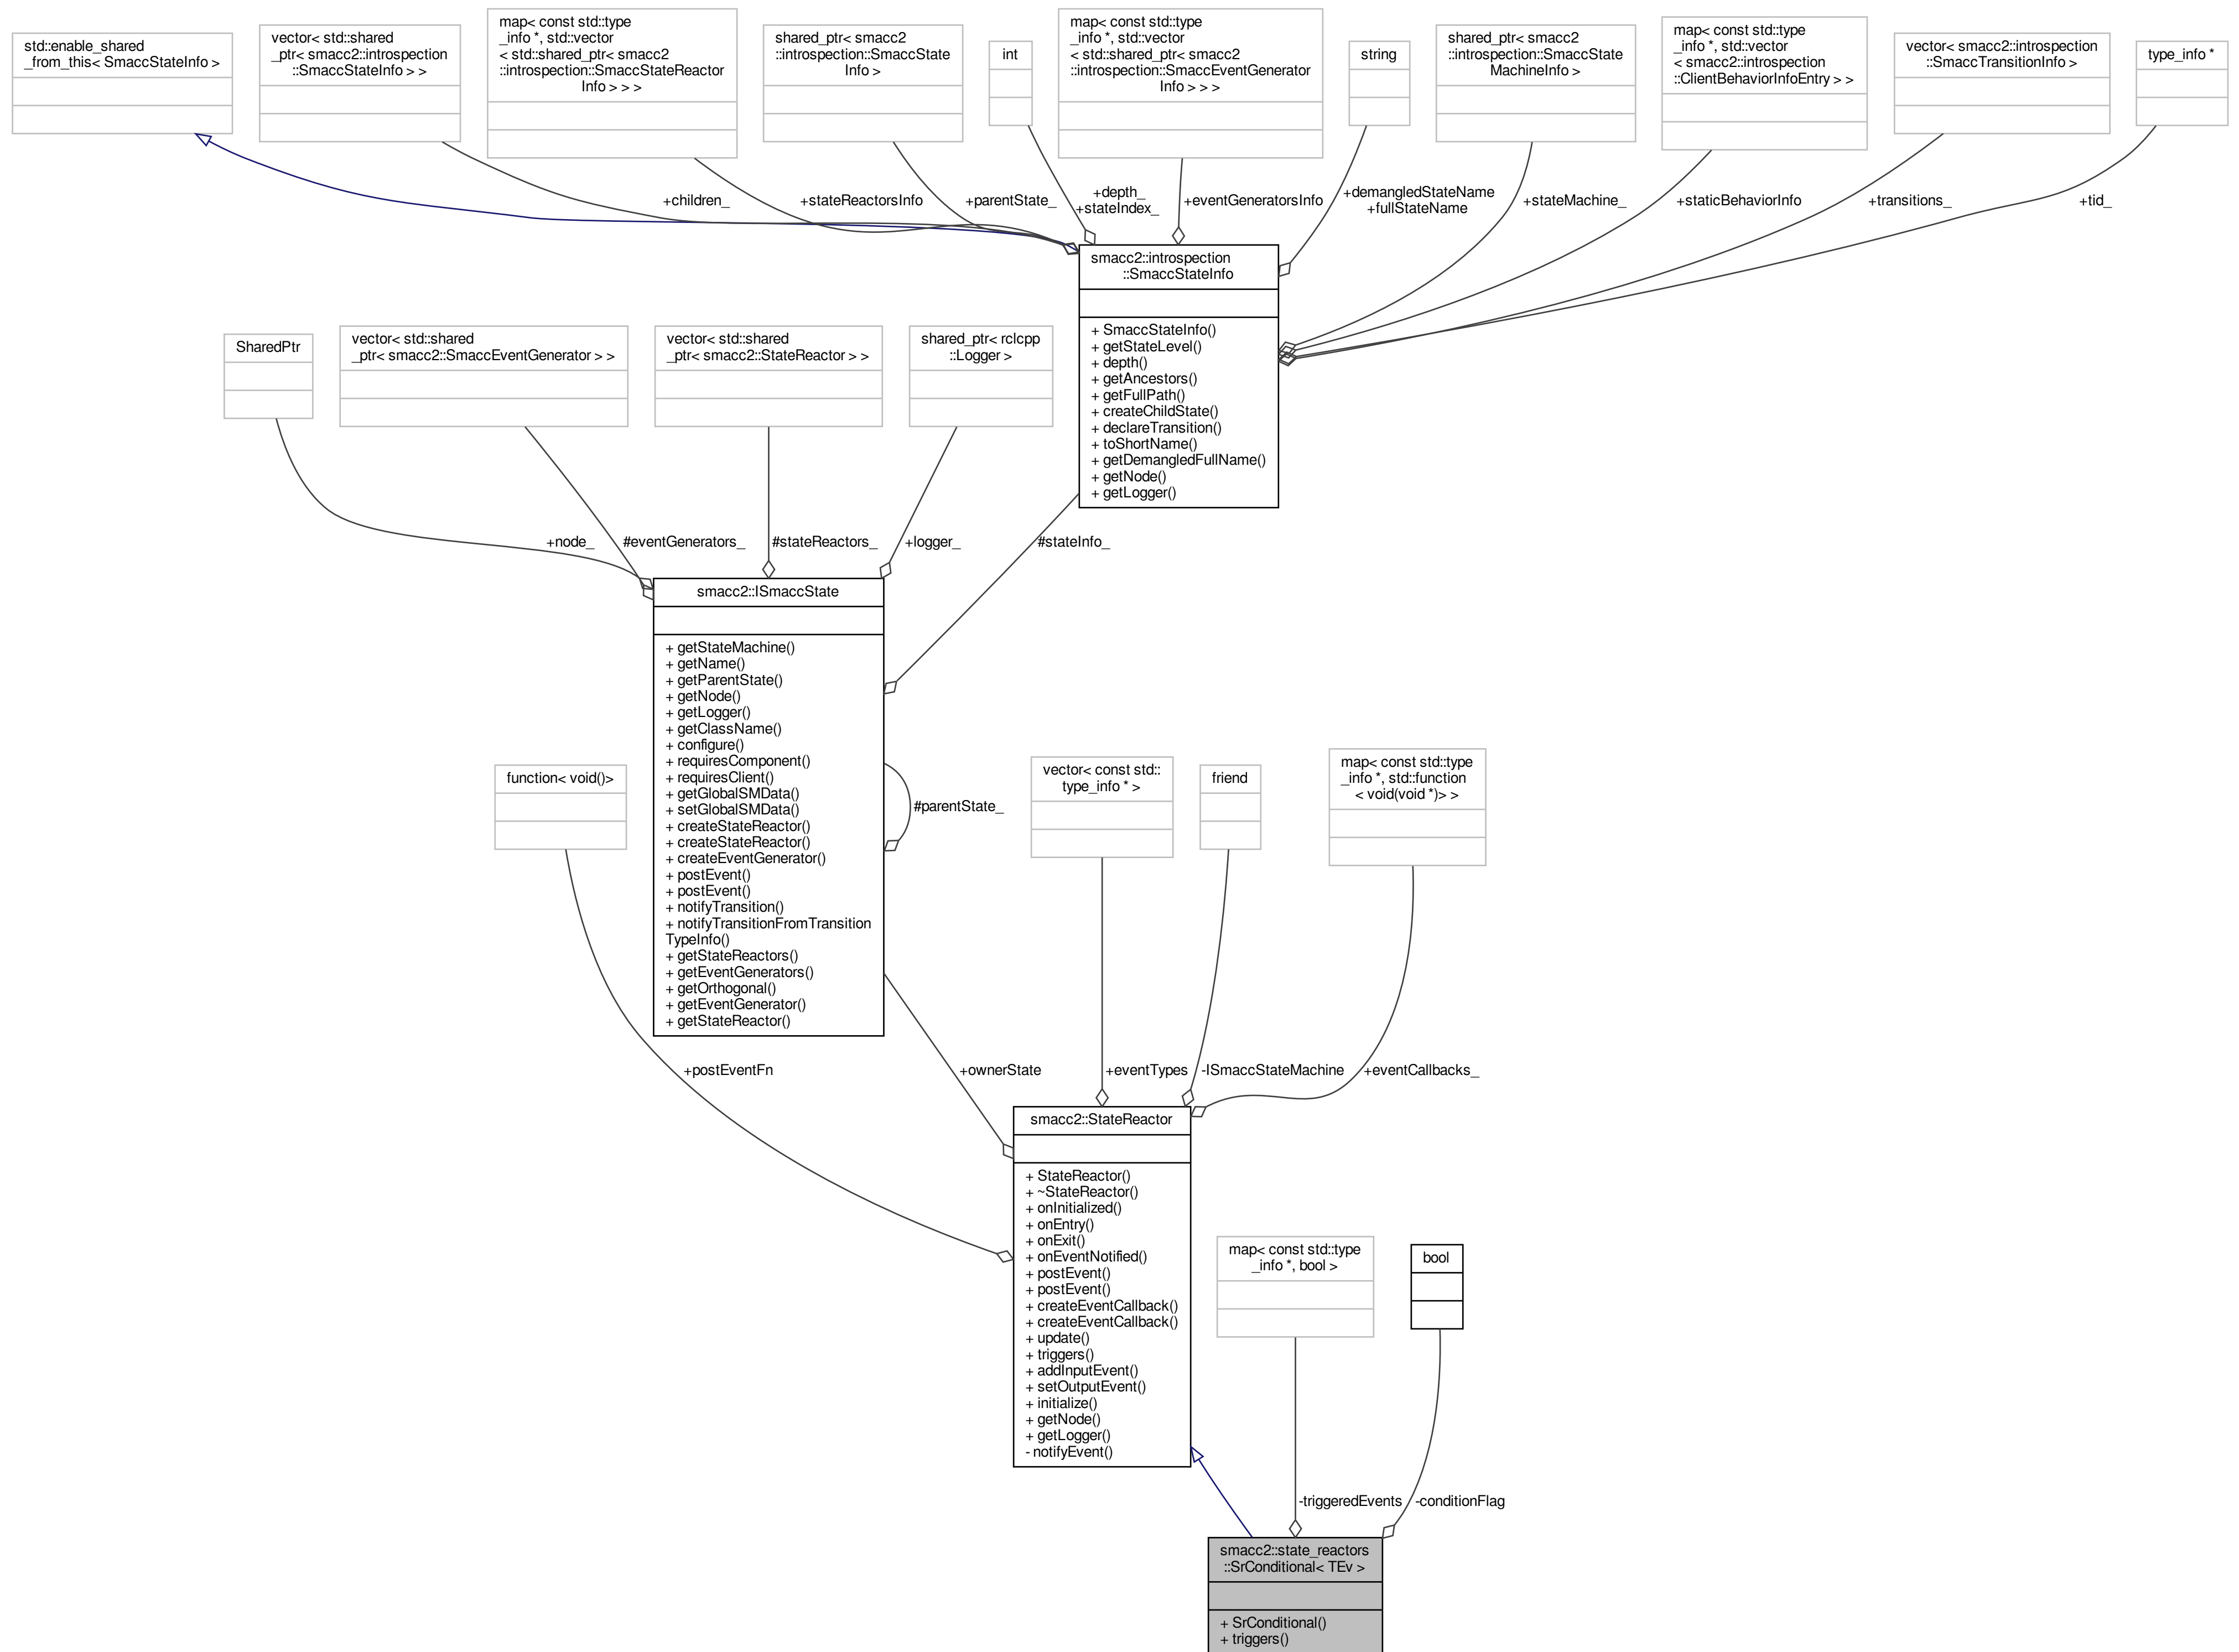 std::enable_shared
_from_this< SmaccStateInfo >
vector< std::shared
_ptr< smacc2::introspection
::SmaccStateInfo > >
map< const std::type
_info *, std::vector
< std::shared_ptr< smacc2
::introspection::SmaccStateReactor
Info > > >
shared_ptr< smacc2
::introspection::SmaccState
Info >
int
map< const std::type
_info *, std::vector
< std::shared_ptr< smacc2
::introspection::SmaccEventGenerator
Info > > >
string
shared_ptr< smacc2
::introspection::SmaccState
MachineInfo >
map< const std::type
_info *, std::vector
< smacc2::introspection
::ClientBehaviorInfoEntry > >
vector< smacc2::introspection
::SmaccTransitionInfo >
type_info *
+children_
+stateReactorsInfo
+parentState_
+depth_
+stateIndex_
+eventGeneratorsInfo
+demangledStateName
+fullStateName
+stateMachine_
+staticBehaviorInfo
+transitions_
+tid_
smacc2::introspection
::SmaccStateInfo
+ SmaccStateInfo()
+ getStateLevel()
+ depth()
+ getAncestors()
+ getFullPath()
+ createChildState()
+ declareTransition()
+ toShortName()
+ getDemangledFullName()
+ getNode()
+ getLogger()
SharedPtr
vector< std::shared
_ptr< smacc2::SmaccEventGenerator > >
vector< std::shared
_ptr< smacc2::StateReactor > >
shared_ptr< rclcpp
::Logger >
+node_
#eventGenerators_
#stateReactors_
+logger_
#stateInfo_
smacc2::ISmaccState
+ getStateMachine()
+ getName()
+ getParentState()
+ getNode()
+ getLogger()
+ getClassName()
+ configure()
+ requiresComponent()
+ requiresClient()
+ getGlobalSMData()
+ setGlobalSMData()
+ createStateReactor()
+ createStateReactor()
+ createEventGenerator()
+ postEvent()
+ postEvent()
+ notifyTransition()
+ notifyTransitionFromTransition
TypeInfo()
+ getStateReactors()
+ getEventGenerators()
+ getOrthogonal()
+ getEventGenerator()
+ getStateReactor()
#parentState_
function< void()>
vector< const std::
type_info * >
friend
map< const std::type
_info *, std::function
< void(void *)> >
+postEventFn
+ownerState
+eventTypes
-ISmaccStateMachine
+eventCallbacks_
smacc2::StateReactor
+ StateReactor()
+ ~StateReactor()
+ onInitialized()
+ onEntry()
+ onExit()
+ onEventNotified()
+ postEvent()
+ postEvent()
+ createEventCallback()
+ createEventCallback()
+ update()
+ triggers()
+ addInputEvent()
+ setOutputEvent()
+ initialize()
+ getNode()
+ getLogger()
- notifyEvent()
map< const std::type
_info *, bool >
bool
-triggeredEvents
-conditionFlag
smacc2::state_reactors
::SrConditional< TEv >
+ SrConditional()
+ triggers()